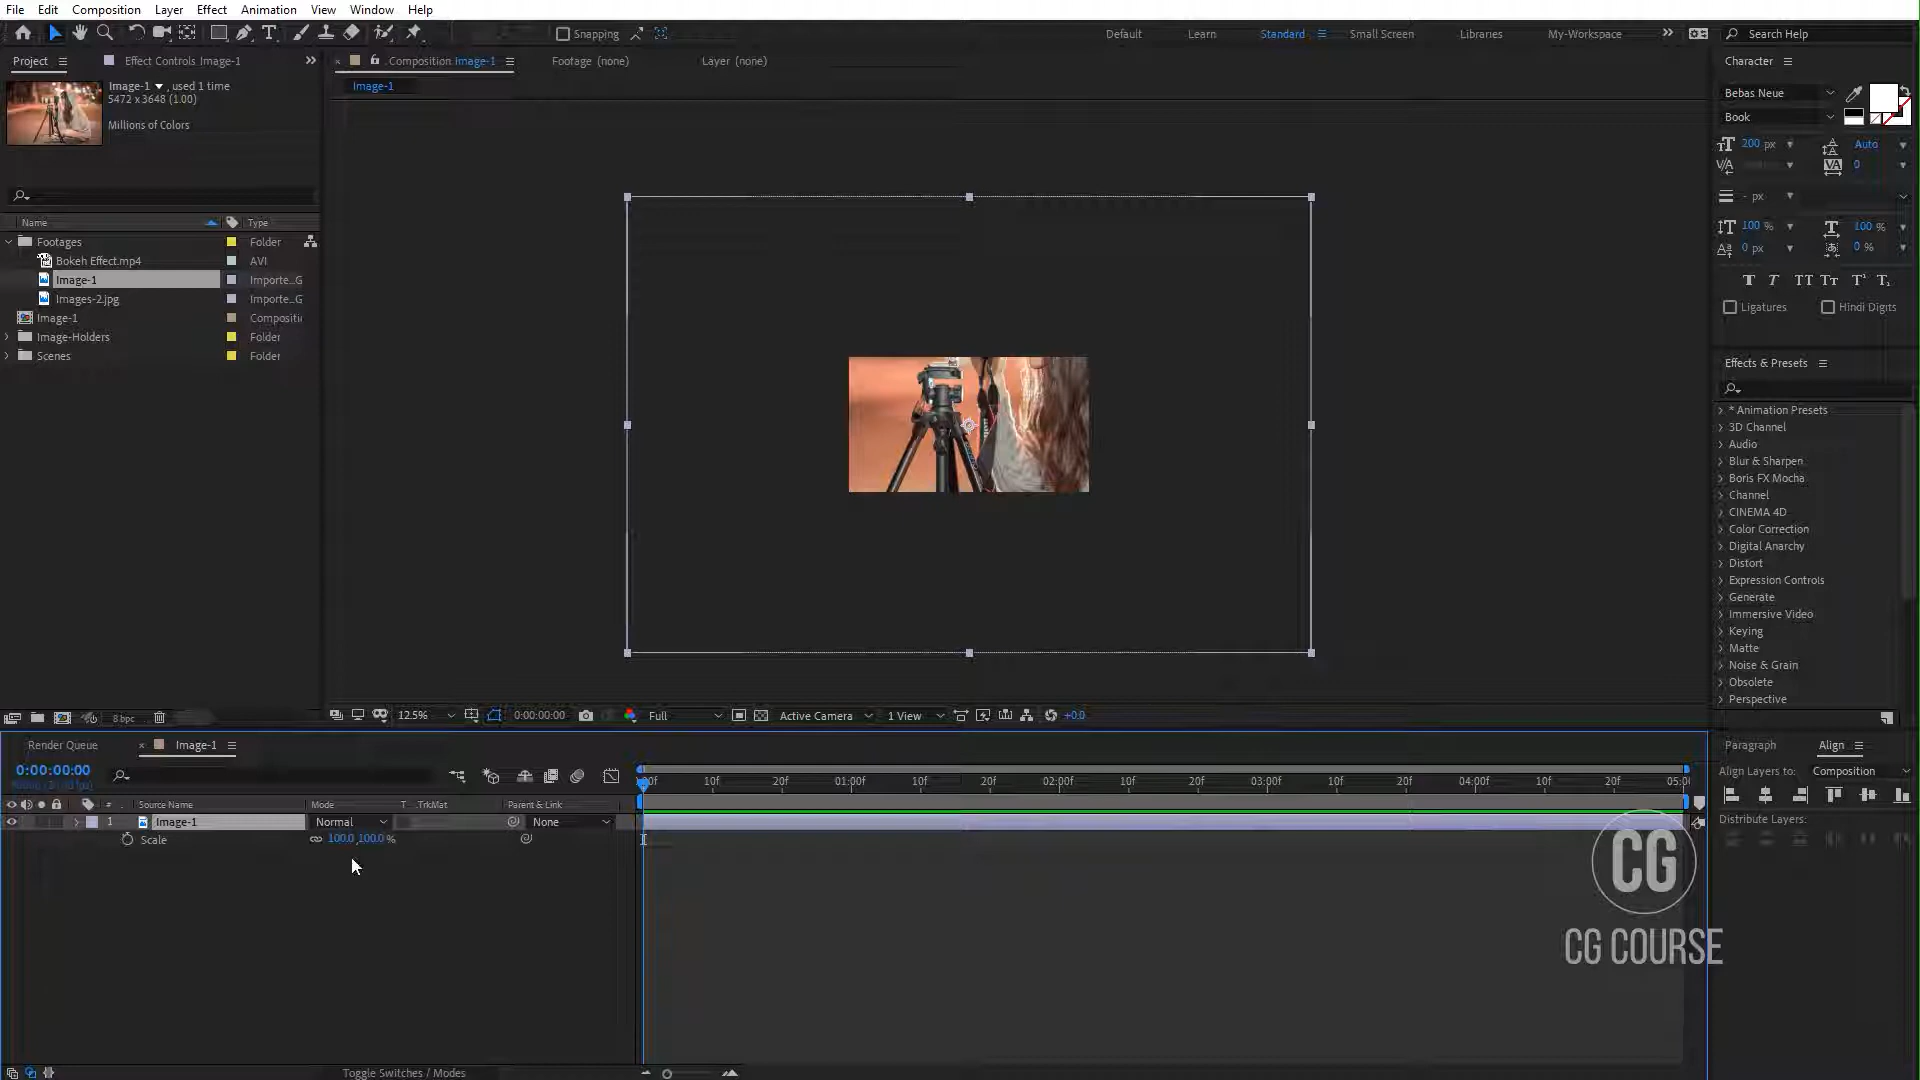 File Edit Composition Layer Effect Animation View Window Help
Snapping
Default Learn Standard Small Screen Libraries My-Workspace Search Help
Project Effect Controls Image-1
Composition Image-1 Footage (none) Layer (none)
Image-1
Image-1 , used 1 time
5472 x 3648 (1.00)
Millions of Colors
Name Type
Footages Folder
Bokeh Effect.mp4 AVI
Image-1 Importe...G
Images-2.jpg Importe...G
Image-1 Compositi
Image-Holders Folder
Scenes Folder
8 bpc
12.5% 0:00:00:00 Full Active Camera 1 View +0.0
Character
Bebas Neue
Book
200 px Auto
0
- px
100 % 100 %
0 px 0 %
T T TT Tt T¹ T₁
Ligatures Hindi Digits
Effects & Presets
* Animation Presets
3D Channel
Audio
Blur & Sharpen
Boris FX Mocha
Channel
CINEMA 4D
Color Correction
Digital Anarchy
Distort
Expression Controls
Generate
Immersive Video
Keying
Matte
Noise & Grain
Obsolete
Perspective
Render Queue Image-1
0:00:00:00
:00f 10f 20f 01:00f 10f 20f 02:00f 10f 20f 03:00f 10f 20f 04:00f 10f 20f 05:00
# Source Name Mode T .TrkMat Parent & Link
1 Image-1 Normal None
Scale 100.0,100.0 %
Toggle Switches / Modes
Paragraph Align
Align Layers to: Composition
Distribute Layers:
CG
CG COURSE